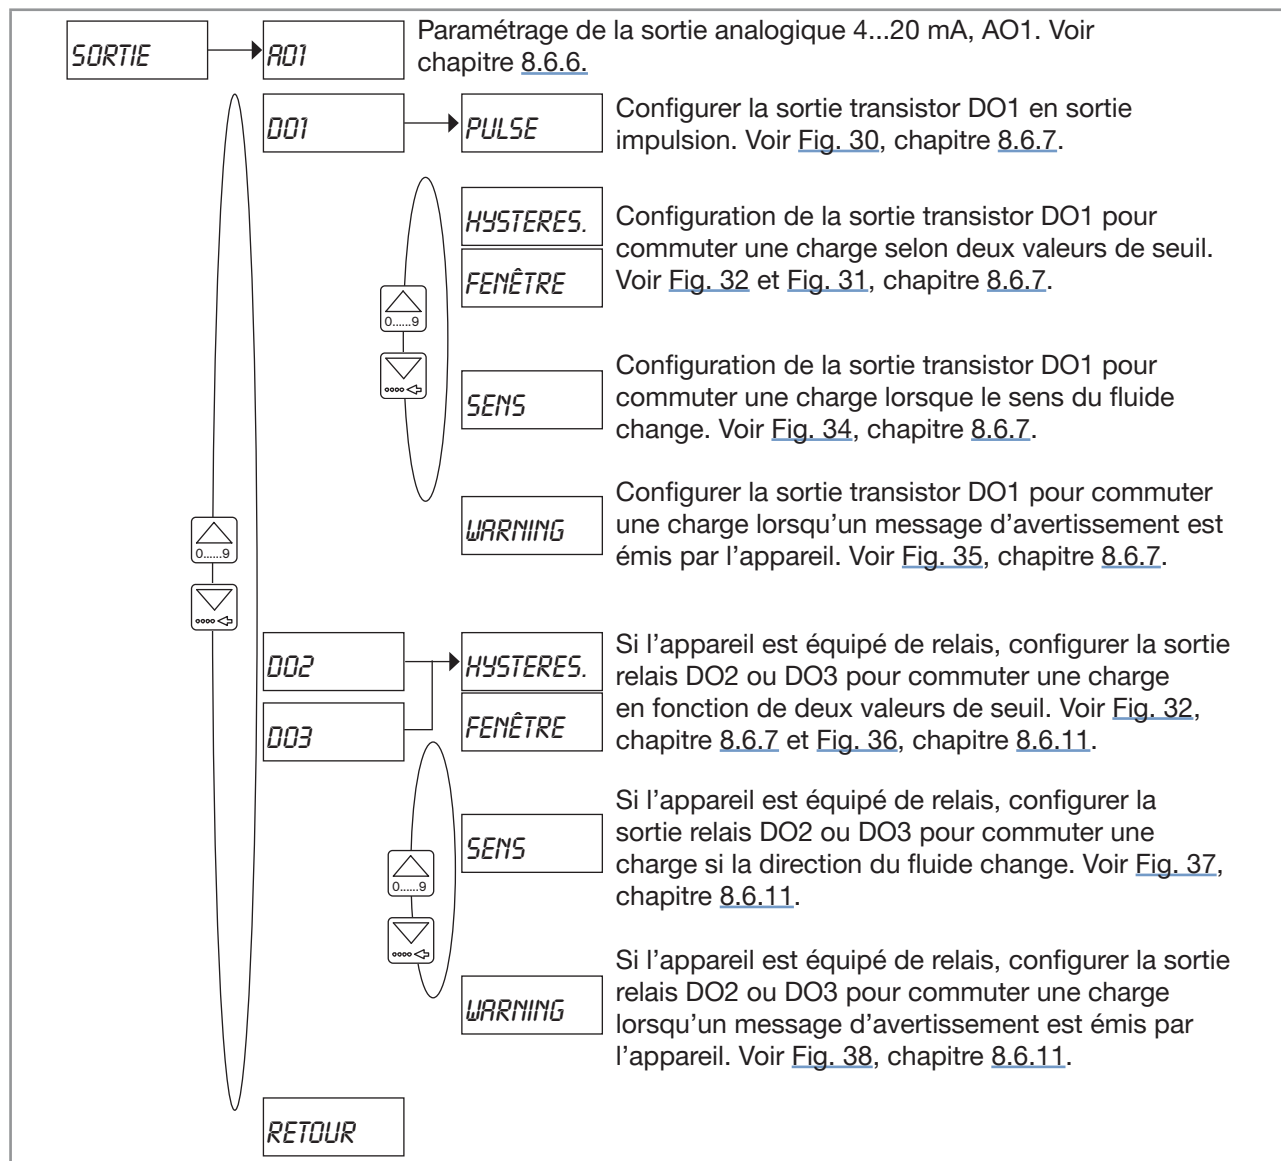 SORTIE
AO1
Paramétrage de la sortie analogique 4...20 mA, AO1. Voir
chapitre 8.6.6.
DO1
PULSE
Configurer la sortie transistor DO1 en sortie
impulsion. Voir Fig. 30, chapitre 8.6.7.
HYSTERES.
FENÊTRE
Configuration de la sortie transistor DO1 pour
commuter une charge selon deux valeurs de seuil.
Voir Fig. 32 et Fig. 31, chapitre 8.6.7.
0......9
SENS
Configuration de la sortie transistor DO1 pour
commuter une charge lorsque le sens du fluide
change. Voir Fig. 34, chapitre 8.6.7.
WARNING
Configurer la sortie transistor DO1 pour commuter
une charge lorsqu'un message d'avertissement est
émis par l'appareil. Voir Fig. 35, chapitre 8.6.7.
0......9
DO2
DO3
HYSTERES.
FENÊTRE
Si l'appareil est équipé de relais, configurer la sortie
relais DO2 ou DO3 pour commuter une charge
en fonction de deux valeurs de seuil. Voir Fig. 32,
chapitre 8.6.7 et Fig. 36, chapitre 8.6.11.
0......9
SENS
Si l'appareil est équipé de relais, configurer la
sortie relais DO2 ou DO3 pour commuter une
charge si la direction du fluide change. Voir Fig. 37,
chapitre 8.6.11.
WARNING
Si l'appareil est équipé de relais, configurer la sortie
relais DO2 ou DO3 pour commuter une charge
lorsqu'un message d'avertissement est émis par
l'appareil. Voir Fig. 38, chapitre 8.6.11.
RETOUR